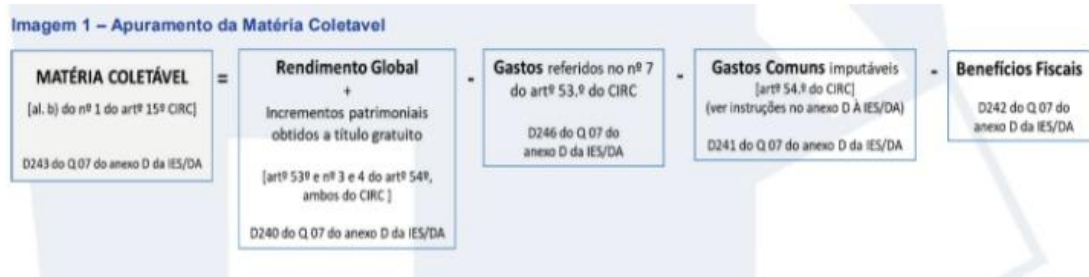 Imagem 1 – Apuramento da Matéria Coletavel
MATÉRIA COLETÁVEL
[al. b) do nº 1 do artº 15º CIRC]
D243 do Q 07 do anexo D da IES/DA
=
Rendimento Global
+
Incrementos patrimoniais
obtidos a título gratuito
[artº 53º e nº 3 e 4 do artº 54º,
ambos do CIRC ]
D240 do Q 07 do anexo D da IES/DA
-
Gastos referidos no nº 7
do artº 53.º do CIRC
D246 do Q 07 do
anexo D da IES/DA
-
Gastos Comuns imputáveis
[artº 54.º do CIRC]
(ver instruções no anexo D À IES/DA)
D241 do Q 07 do anexo D da IES/DA
-
Benefícios Fiscais
D242 do Q 07 do
anexo D da IES/DA